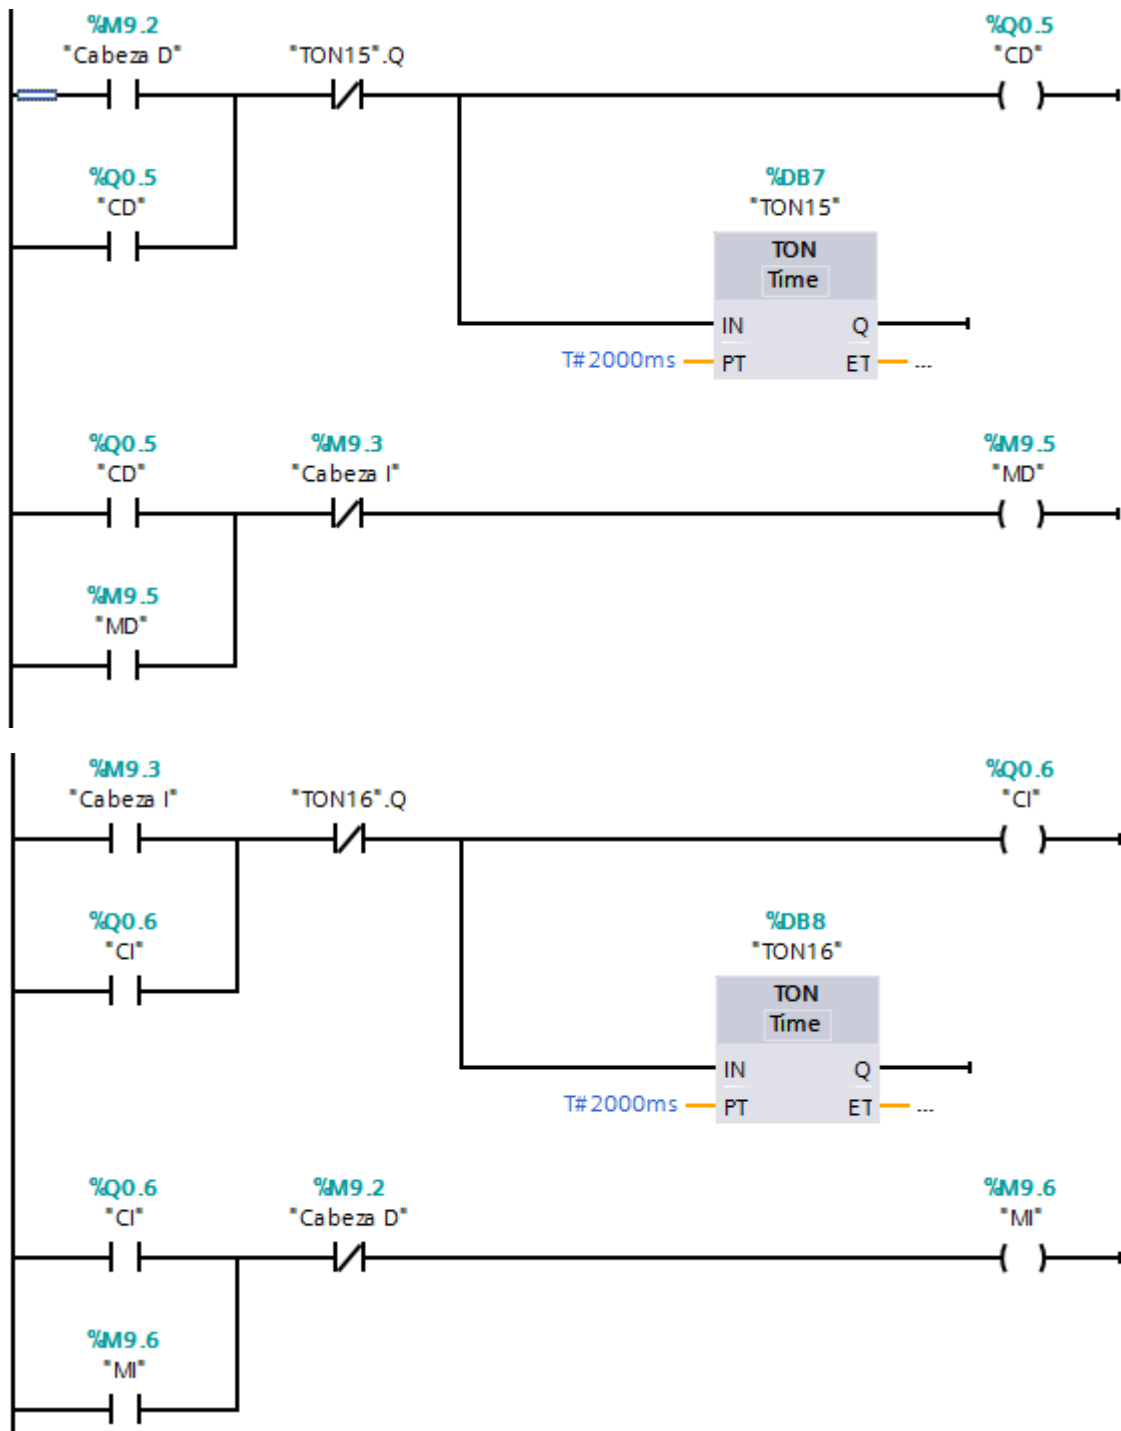 %M9.2
"Cabeza D"
"TON15".Q
%Q0.5
"CD"
%Q0.5
"CD"
%DB7
"TON15"
TON
Time
IN
Q
T#2000ms
PT
ET
...
%Q0.5
"CD"
%M9.3
"Cabeza I"
%M9.5
"MD"
%M9.5
"MD"
%M9.3
"Cabeza I"
"TON16".Q
%Q0.6
"CI"
%Q0.6
"CI"
%DB8
"TON16"
TON
Time
IN
Q
T#2000ms
PT
ET
...
%Q0.6
"CI"
%M9.2
"Cabeza D"
%M9.6
"MI"
%M9.6
"MI"